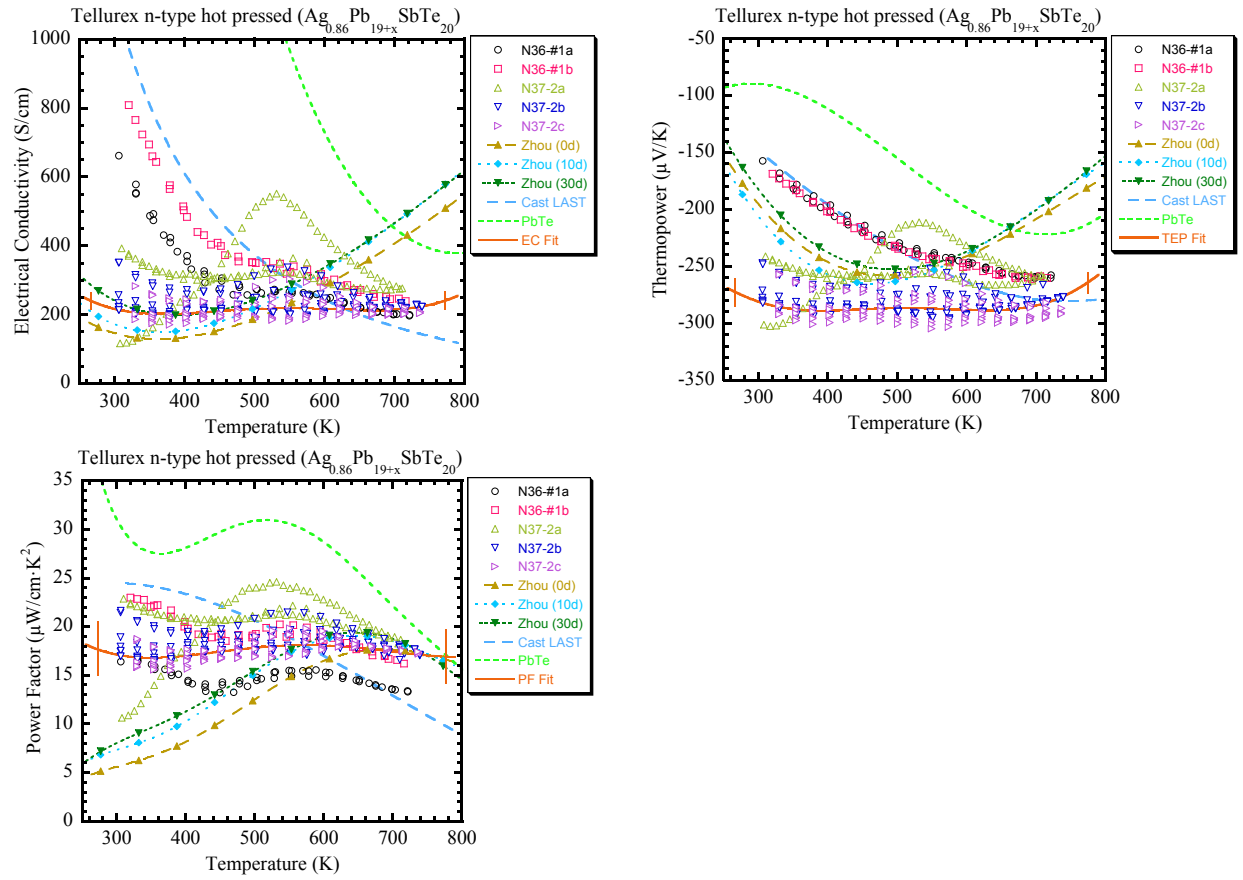 Tellurex n-type hot pressed (Ag0.86Pb19+xSbTe20)
Electrical Conductivity (S/cm)
1000
800
600
400
200
0
300 400 500 600 700 800
Temperature (K)
N36-#1a
N36-#1b
N37-2a
N37-2b
N37-2c
Zhou (0d)
Zhou (10d)
Zhou (30d)
Cast LAST
PbTe
EC Fit
Tellurex n-type hot pressed (Ag0.86Pb19+xSbTe20)
Thermopower (µV/K)
-50
-100
-150
-200
-250
-300
-350
300 400 500 600 700 800
Temperature (K)
N36-#1a
N36-#1b
N37-2a
N37-2b
N37-2c
Zhou (0d)
Zhou (10d)
Zhou (30d)
Cast LAST
PbTe
TEP Fit
Tellurex n-type hot pressed (Ag0.86Pb19+xSbTe20)
Power Factor (µW/cm·K²)
35
30
25
20
15
10
5
0
300 400 500 600 700 800
Temperature (K)
N36-#1a
N36-#1b
N37-2a
N37-2b
N37-2c
Zhou (0d)
Zhou (10d)
Zhou (30d)
Cast LAST
PbTe
PF Fit